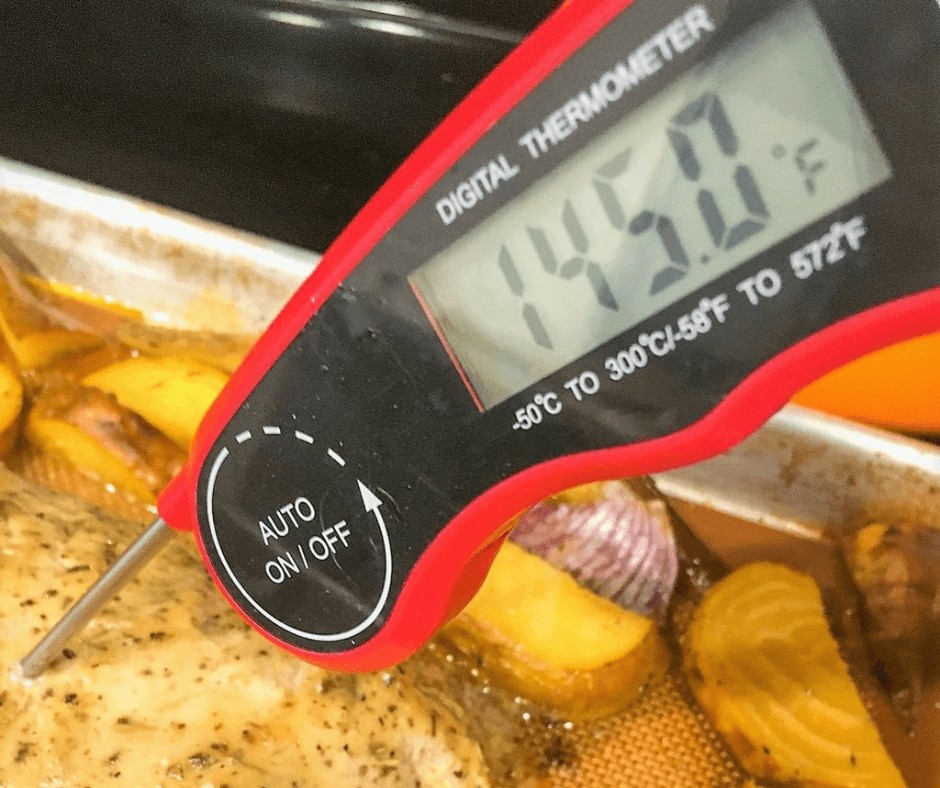 DIGITAL THERMOMETER
145.0 °F
-50℃ TO 300℃/-58℉ TO 572℉
AUTO
ON / OFF